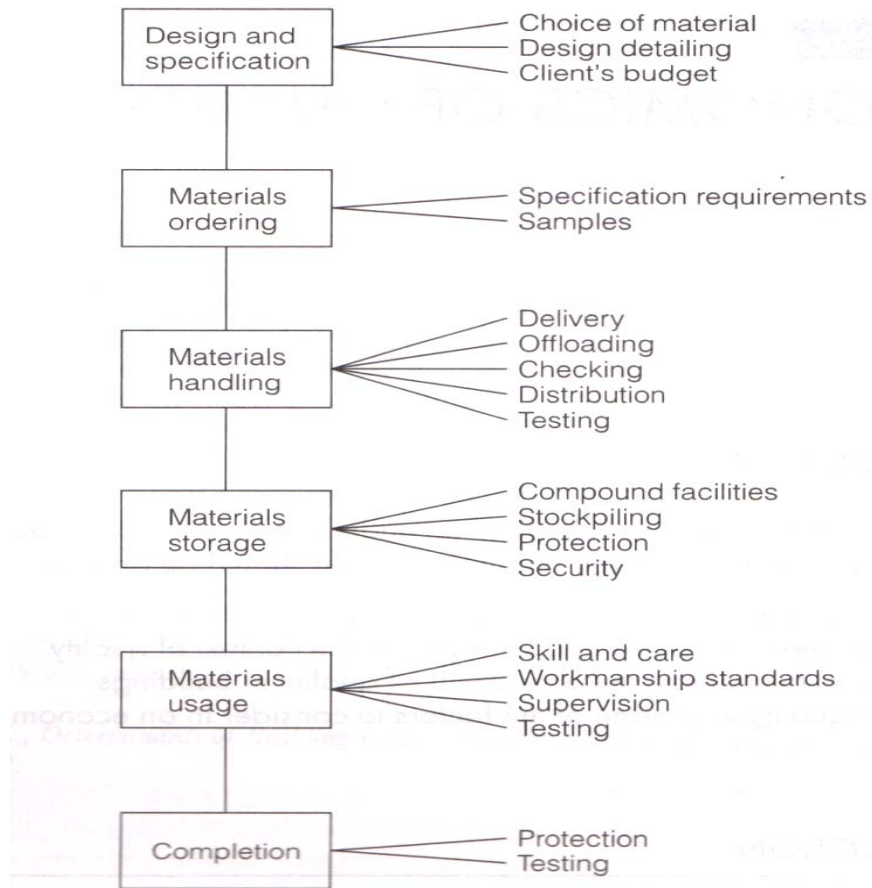 Design and
specification
Choice of material
Design detailing
Client's budget
Materials
ordering
Specification requirements
Samples
Materials
handling
Delivery
Offloading
Checking
Distribution
Testing
Materials
storage
Compound facilities
Stockpiling
Protection
Security
Materials
usage
Skill and care
Workmanship standards
Supervision
Testing
Completion
Protection
Testing